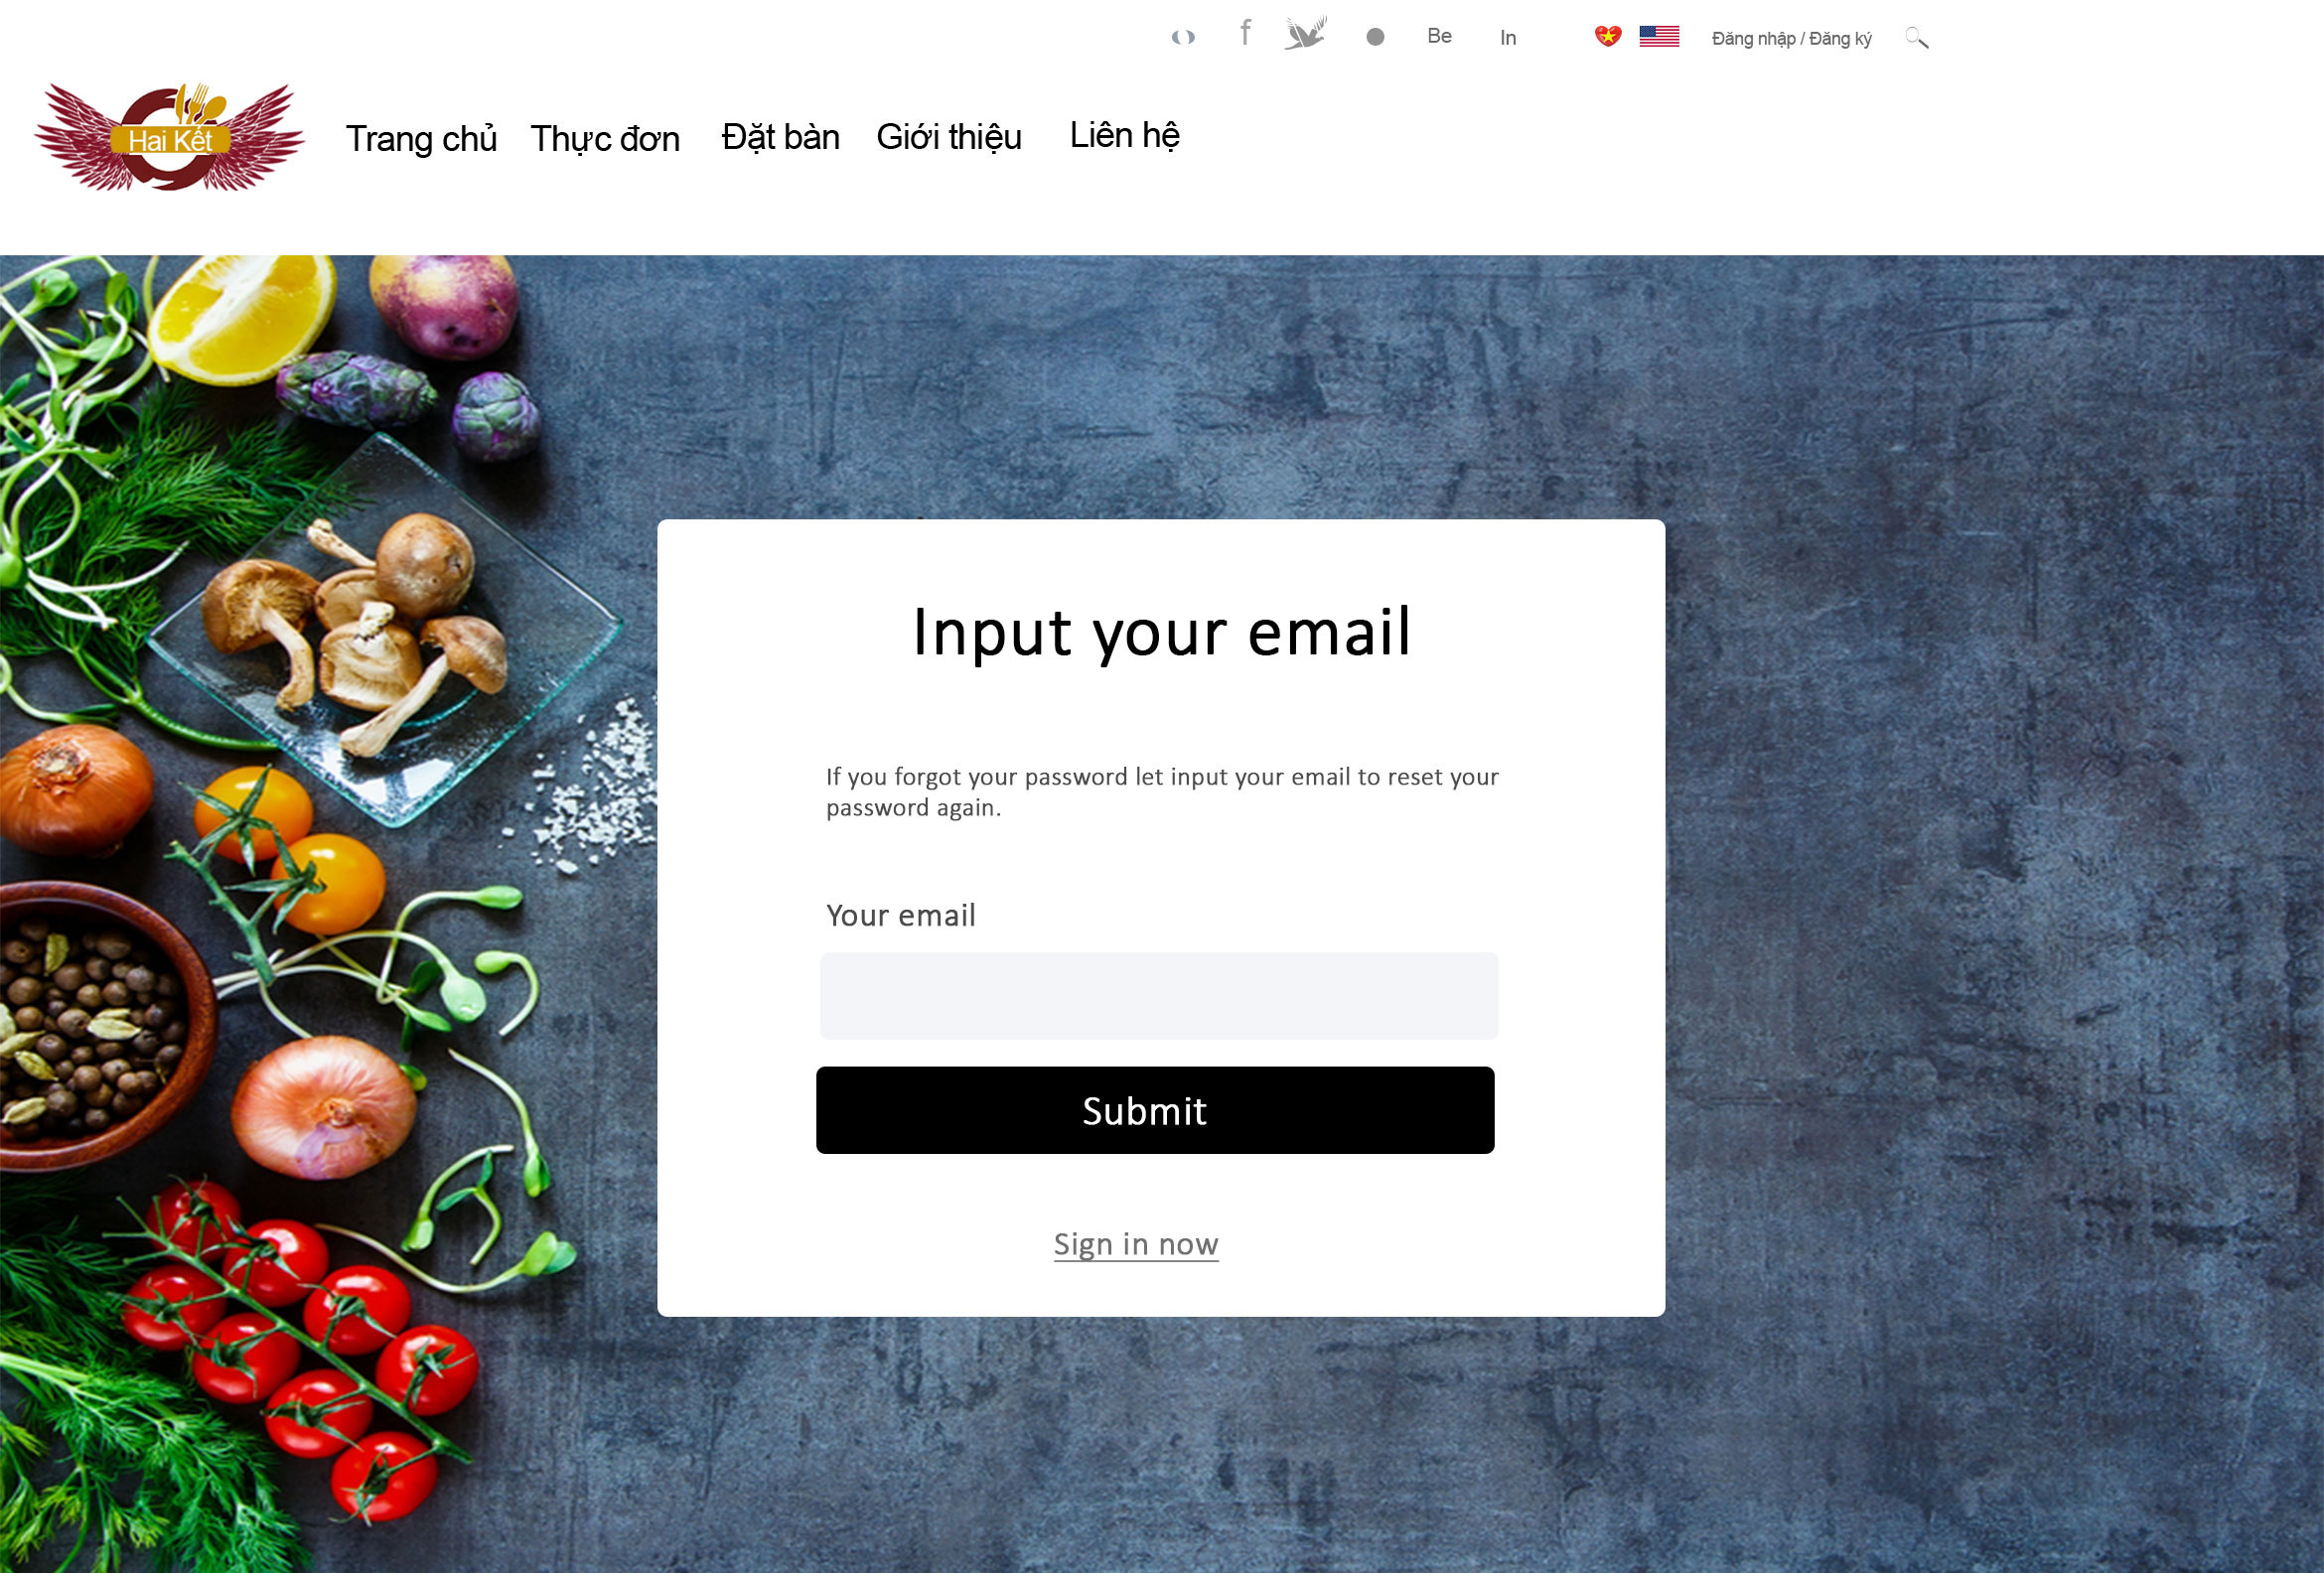 f
Be
In
Đăng nhập / Đăng ký
Hai Kết
Trang chủ
Thực đơn
Đặt bàn
Giới thiệu
Liên hệ
Input your email
If you forgot your password let input your email to reset your
password again.
Your email
Submit
Sign in now